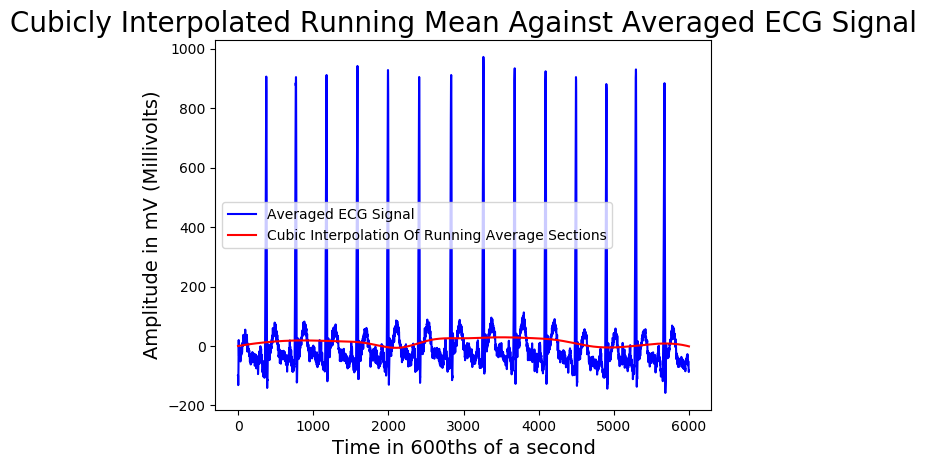 Cubicly Interpolated Running Mean Against Averaged ECG Signal
1000
800
600
400
200
0
−200
Amplitude in mV (Millivolts)
Averaged ECG Signal
Cubic Interpolation Of Running Average Sections
0 1000 2000 3000 4000 5000 6000
Time in 600ths of a second